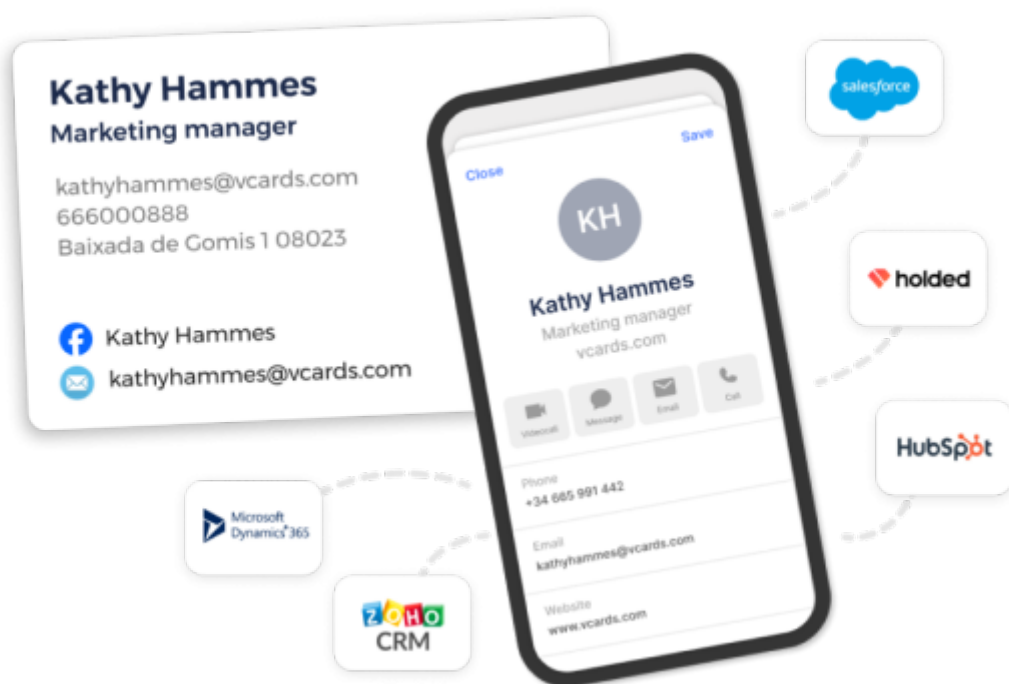 Kathy Hammes
Marketing manager
kathyhammes@vcards.com
666000888
Baixada de Gomis 1 08023
Kathy Hammes
kathyhammes@vcards.com
Close
Save
KH
Kathy Hammes
Marketing manager
vcards.com
Videocall
Message
Email
Call
Phone
+34 665 991 442
Email
kathyhammes@vcards.com
Website
www.vcards.com
salesforce
holded
HubSpot
Microsoft
Dynamics 365
ZOHO
CRM